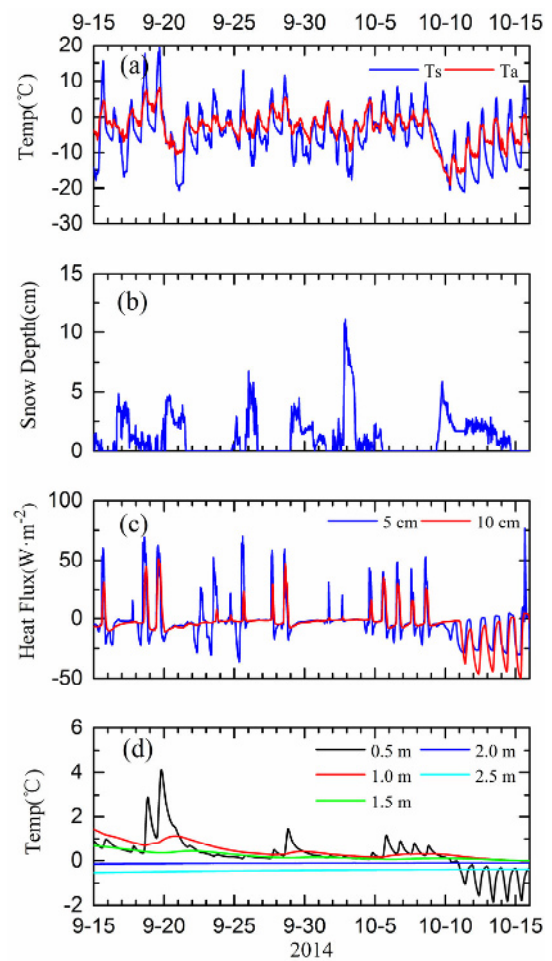 9-15 9-20 9-25 9-30 10-5 10-10 10-15
20
(a)
Ts Ta
10
0
Temp(℃)
-10
-20
-30
15
(b)
10
Snow Depth(cm)
5
0
100
(c)
5 cm 10 cm
50
Heat Flux(W·m-2)
0
-50
6
(d)
0.5 m 2.0 m
1.0 m 2.5 m
1.5 m
4
Temp(℃)
2
0
-2
9-15 9-20 9-25 9-30 10-5 10-10 10-15
2014